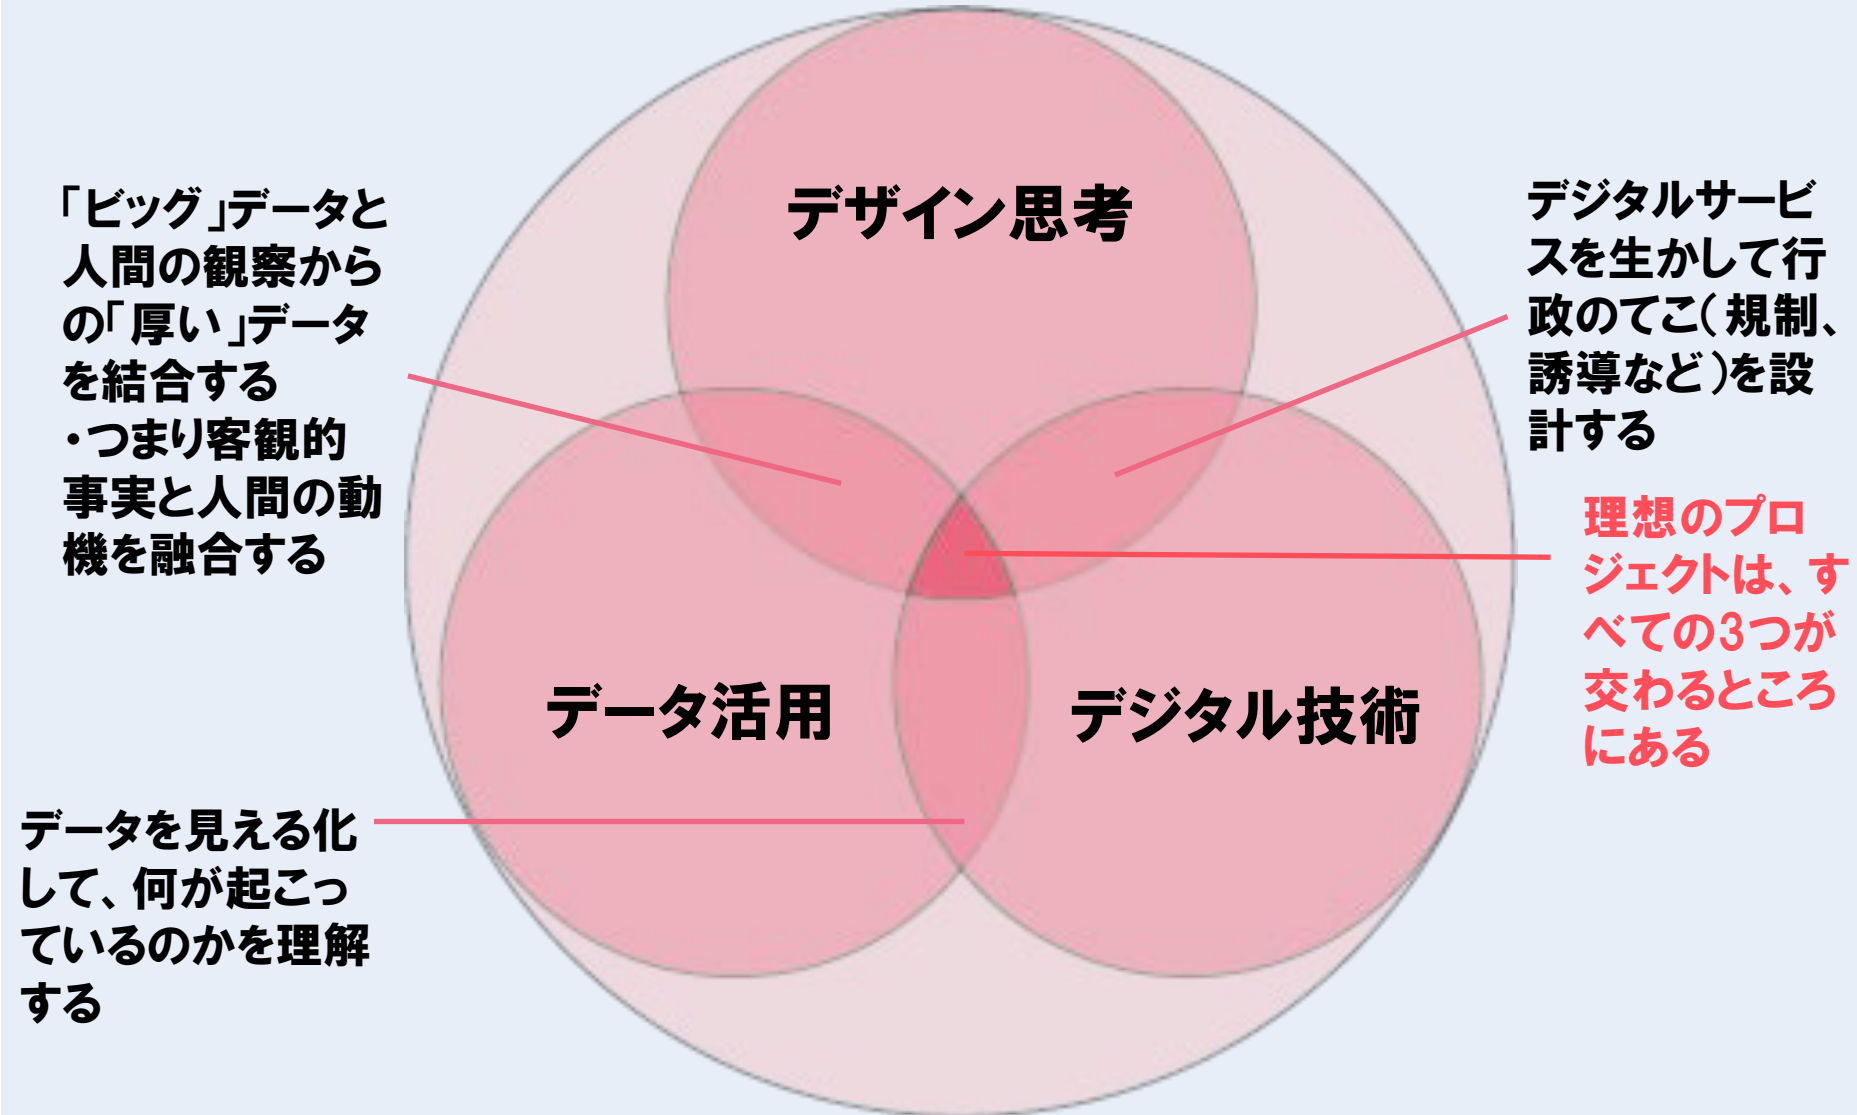 デザイン思考
「ビッグ」データと
人間の観察から
の「厚い」データ
を結合する
・つまり客観的
事実と人間の動
機を融合する
デジタルサービ
スを生かして行
政のてこ(規制、
誘導など)を設
計する
理想のプロ
ジェクトは、す
べての3つが
交わるところ
にある
データ活用
デジタル技術
データを見える化
して、何が起こっ
ているのかを理解
する